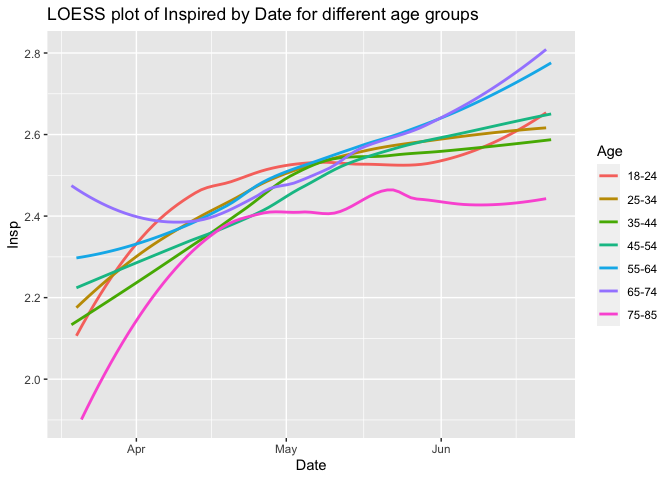 LOESS plot of Inspired by Date for different age groups
2.8
2.6
2.4
2.2
2.0
Insp
Apr May Jun
Date
Age
18-24
25-34
35-44
45-54
55-64
65-74
75-85